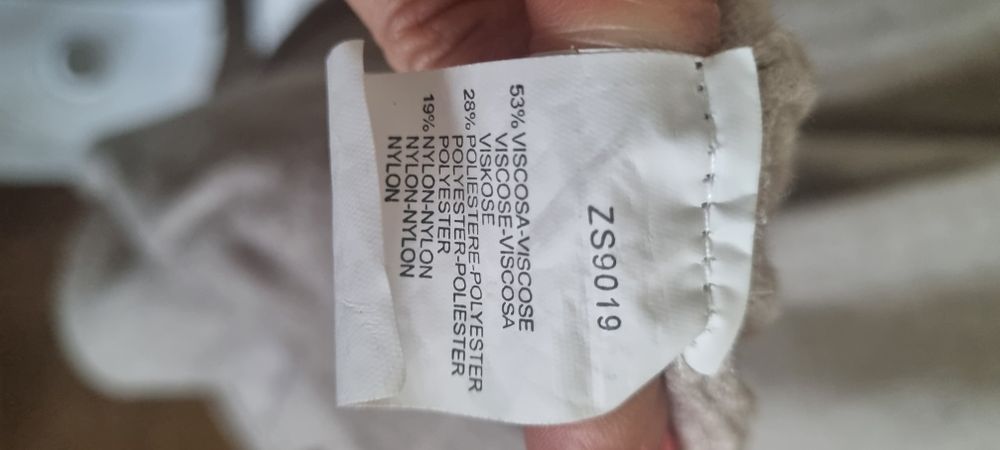 ZS9019
53% VISCOSA-VISCOSE
VISCOSE-VISCOSA
VISKOSE
28% POLIESTERE-POLYESTER
POLYESTER-POLIESTER
POLYESTER
19% NYLON-NYLON
NYLON-NYLON
NYLON